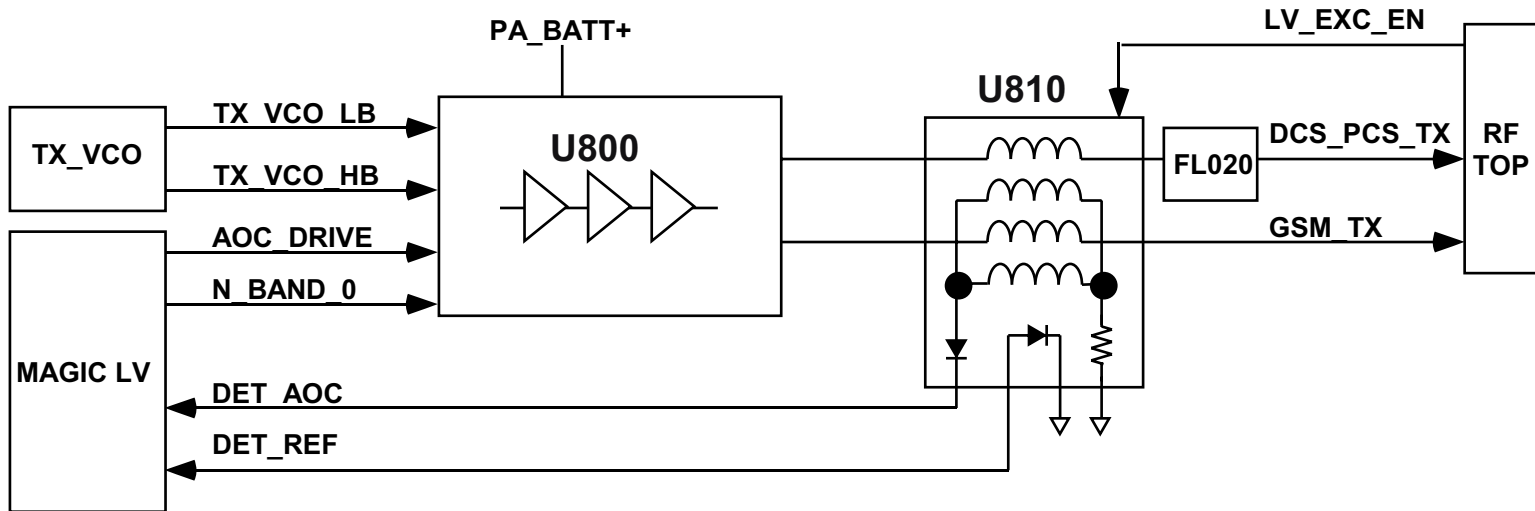 PA_BATT+
LV_EXC_EN
TX_VCO
TX_VCO_LB
TX_VCO_HB
U800
U810
FL020
DCS_PCS_TX
RF
TOP
GSM_TX
MAGIC LV
AOC_DRIVE
N_BAND_0
DET_AOC
DET_REF